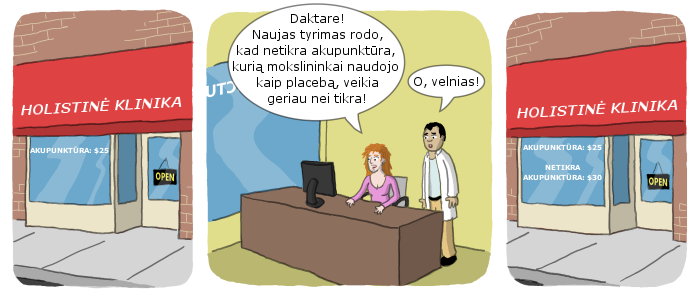 HOLISTINĖ KLINIKA
AKUPUNKTŪRA: $25
OPEN
Daktare!
Naujas tyrimas rodo,
kad netikra akupunktūra,
kurią mokslininkai naudojo
kaip placebą, veikia
geriau nei tikra!
O, velnias!
HOLISTINĖ KLINIKA
AKUPUNKTŪRA: $25
NETIKRA
AKUPUNKTŪRA: $30
OPEN